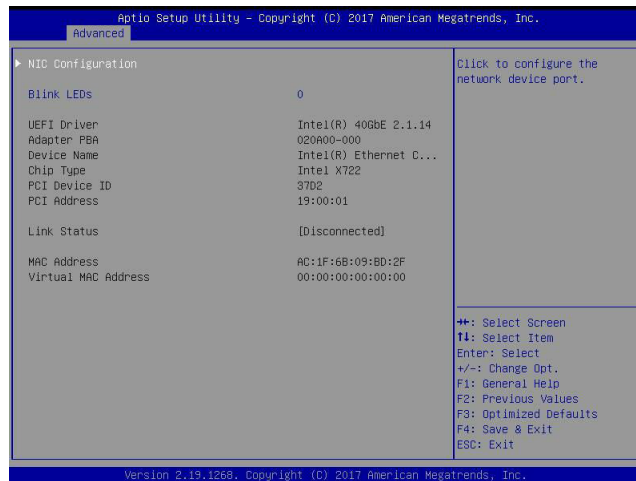 Aptio Setup Utility – Copyright (C) 2017 American Megatrends, Inc.
Advanced
NIC Configuration
Blink LEDs 0
UEFI Driver Intel(R) 40GbE 2.1.14
Adapter PBA 020A00-000
Device Name Intel(R) Ethernet C...
Chip Type Intel X722
PCI Device ID 37D2
PCI Address 19:00:01
Link Status [Disconnected]
MAC Address AC:1F:6B:09:BD:2F
Virtual MAC Address 00:00:00:00:00:00
Click to configure the
network device port.
→←: Select Screen
↑↓: Select Item
Enter: Select
+/-: Change Opt.
F1: General Help
F2: Previous Values
F3: Optimized Defaults
F4: Save & Exit
ESC: Exit
Version 2.19.1268. Copyright (C) 2017 American Megatrends, Inc.